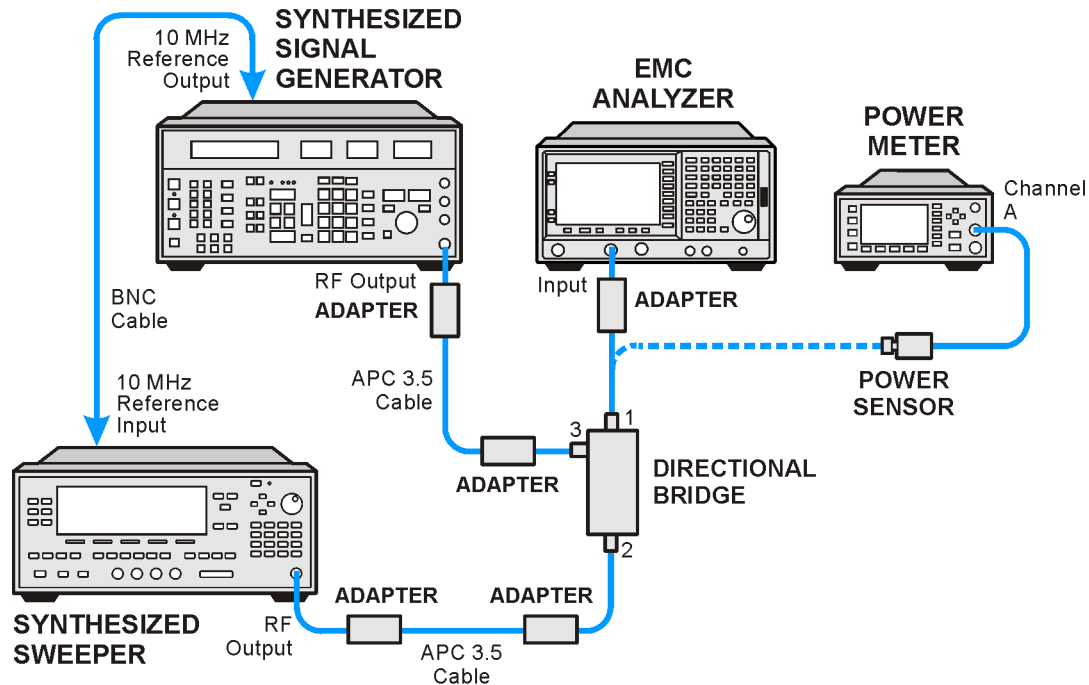 SYNTHESIZED
SIGNAL
GENERATOR
10 MHz
Reference
Output
EMC
ANALYZER
POWER
METER
Channel
A
RF Output
ADAPTER
Input
ADAPTER
BNC
Cable
POWER
SENSOR
APC 3.5
Cable
10 MHz
Reference
Input
1
3
ADAPTER
DIRECTIONAL
BRIDGE
2
SYNTHESIZED
SWEEPER
RF
Output
ADAPTER
ADAPTER
APC 3.5
Cable